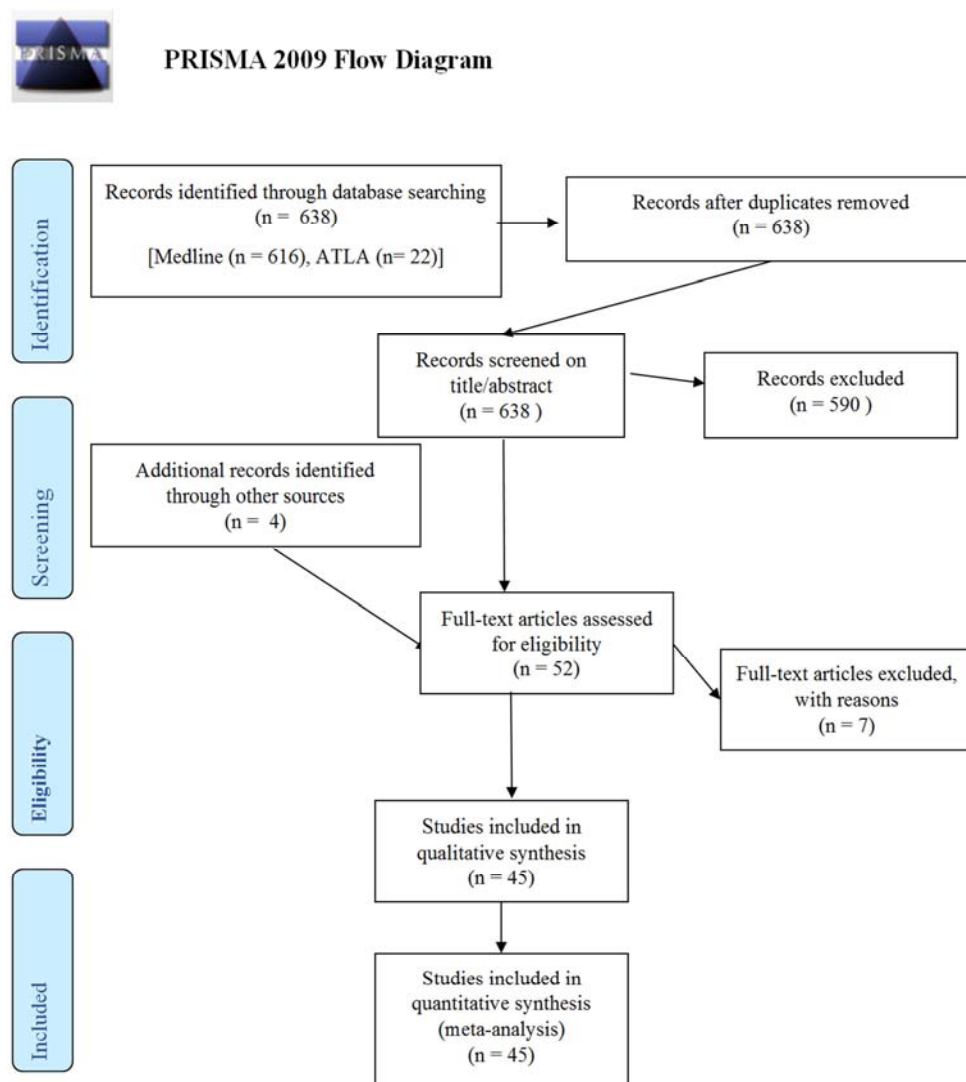 PRISMA
PRISMA 2009 Flow Diagram
Identification
Records identified through database searching
(n = 638)
[Medline (n = 616), ATLA (n= 22)]
Records after duplicates removed
(n = 638)
Records screened on
title/abstract
(n = 638 )
Records excluded
(n = 590 )
Screening
Additional records identified
through other sources
(n = 4)
Full-text articles assessed
for eligibility
(n = 52)
Full-text articles excluded,
with reasons
(n = 7)
Eligibility
Studies included in
qualitative synthesis
(n = 45)
Included
Studies included in
quantitative synthesis
(meta-analysis)
(n = 45)